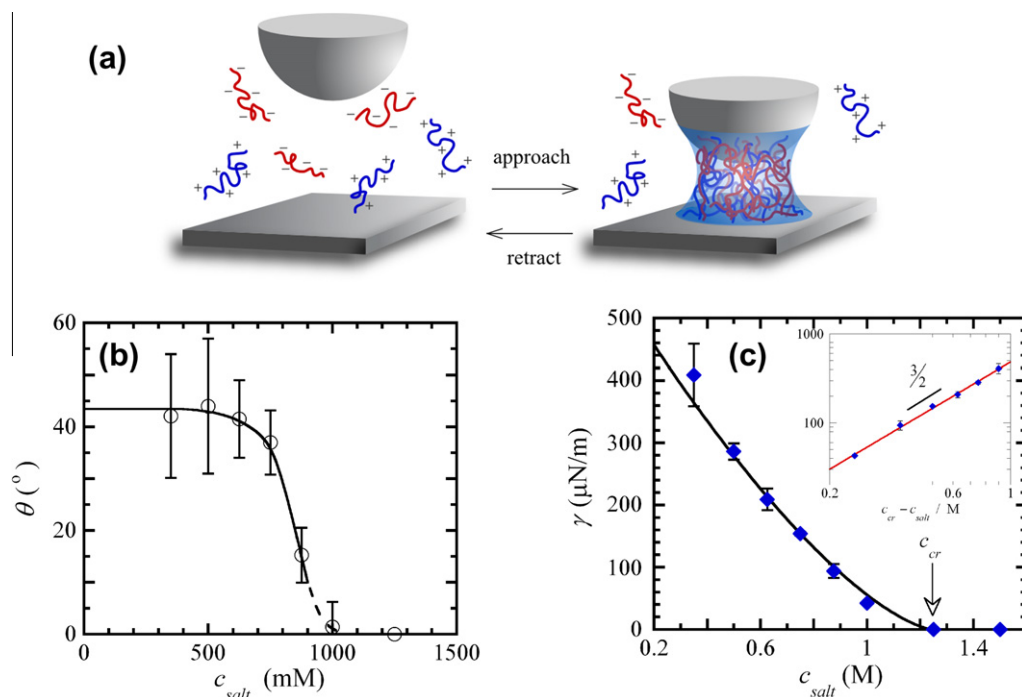 (a)
approach
retract
(b)
θ (°)
60
40
20
0
0
500
1000
1500
c_salt (mM)
(c)
γ (μN/m)
500
400
300
200
100
0
0.2
0.6
1
1.4
c_salt (M)
c_cr
1000
100
3/2
0.2
0.6
1
c_cr – c_salt / M